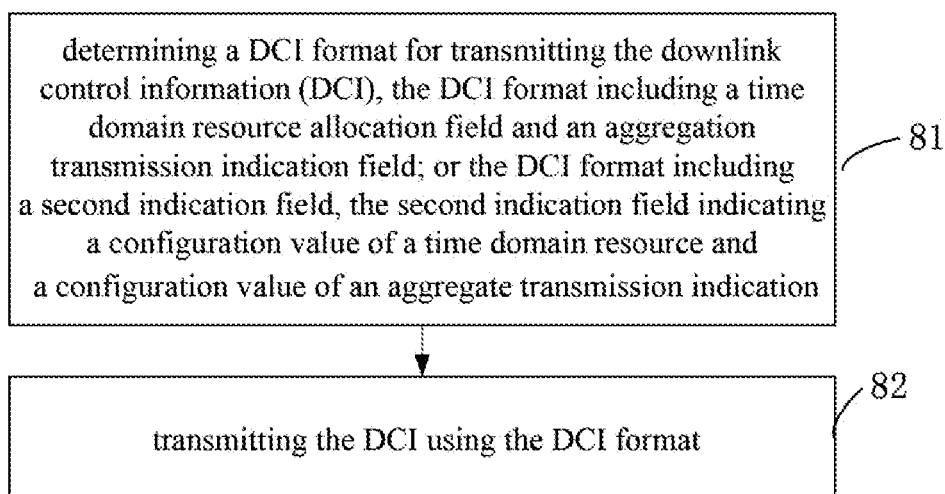 determining a DCI format for transmitting the downlink
control information (DCI), the DCI format including a time
domain resource allocation field and an aggregation
transmission indication field; or the DCI format including
a second indication field, the second indication field indicating
a configuration value of a time domain resource and
a configuration value of an aggregate transmission indication
81
82
transmitting the DCI using the DCI format